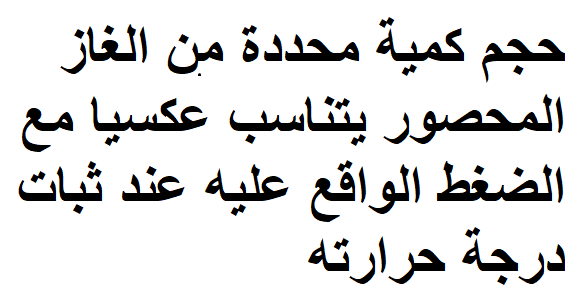 حجم كمية محددة من الغاز
المحصور يتناسب عكسيا مع
الضغط الواقع عليه عند ثبات
درجة حرارته